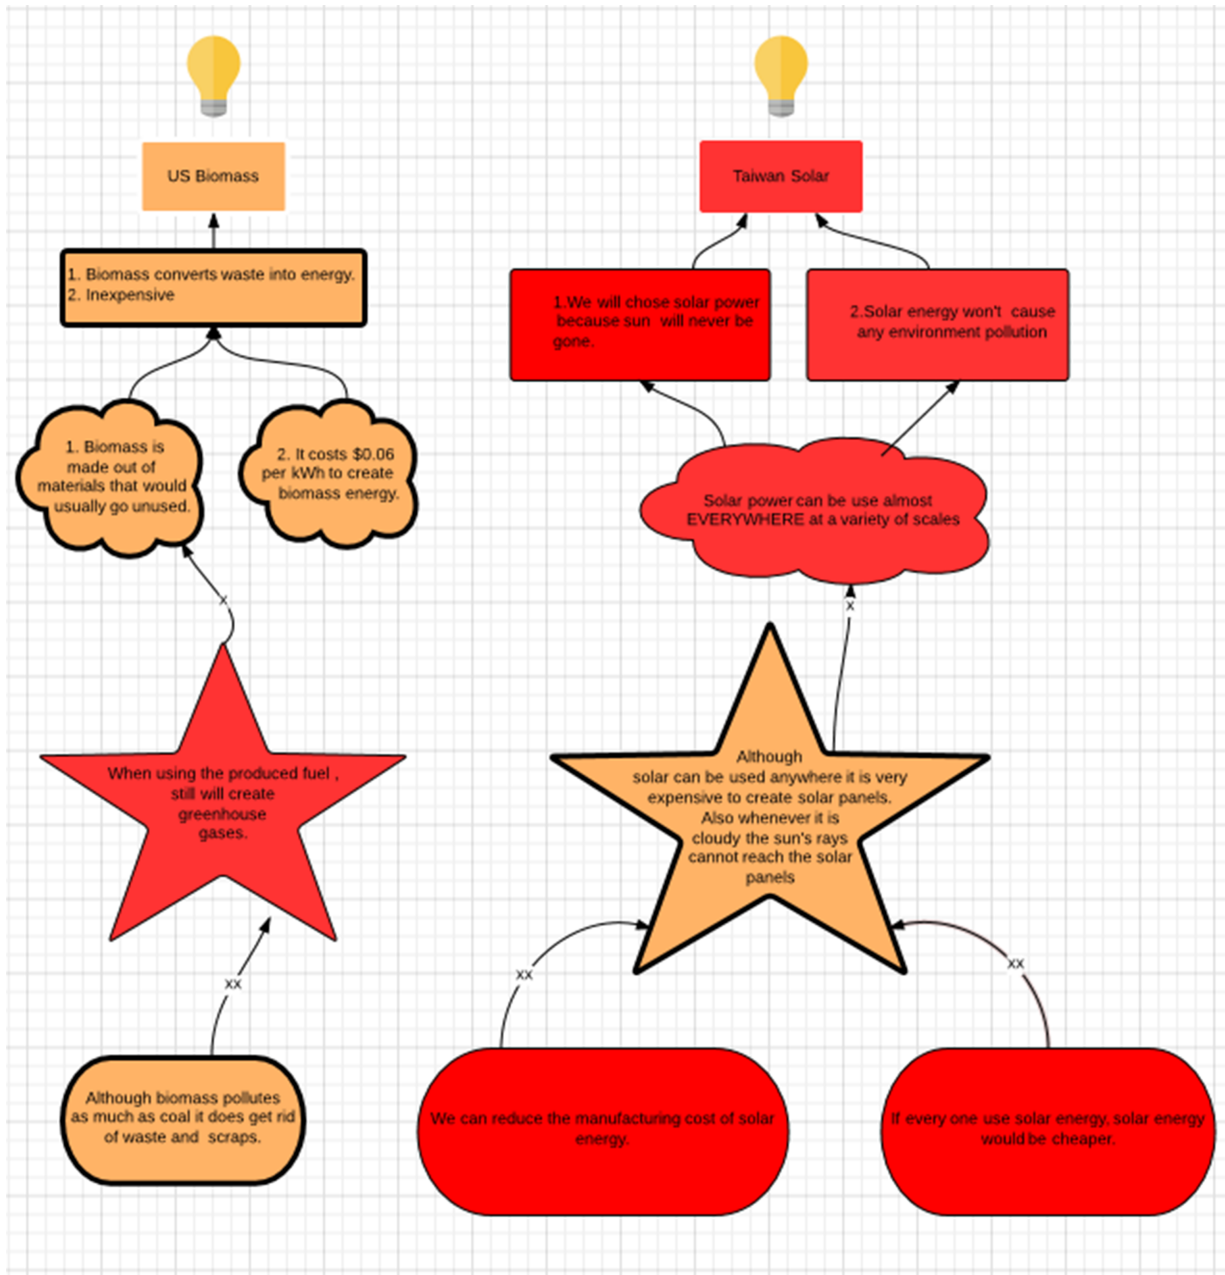 US Biomass
Taiwan Solar
1. Biomass converts waste into energy.
2. Inexpensive
1.We will chose solar power
because sun will never be
gone.
2.Solar energy won't cause
any environment pollution
1. Biomass is
made out of
materials that would
usually go unused.
2. It costs $0.06
per kWh to create
biomass energy.
Solar power can be use almost
EVERYWHERE at a variety of scales
x
x
When using the produced fuel ,
still will create
greenhouse
gases.
Although
solar can be used anywhere it is very
expensive to create solar panels.
Also whenever it is
cloudy the sun's rays
cannot reach the solar
panels
xx
xx
xx
Although biomass pollutes
as much as coal it does get rid
of waste and scraps.
We can reduce the manufacturing cost of solar
energy.
If every one use solar energy, solar energy
would be cheaper.